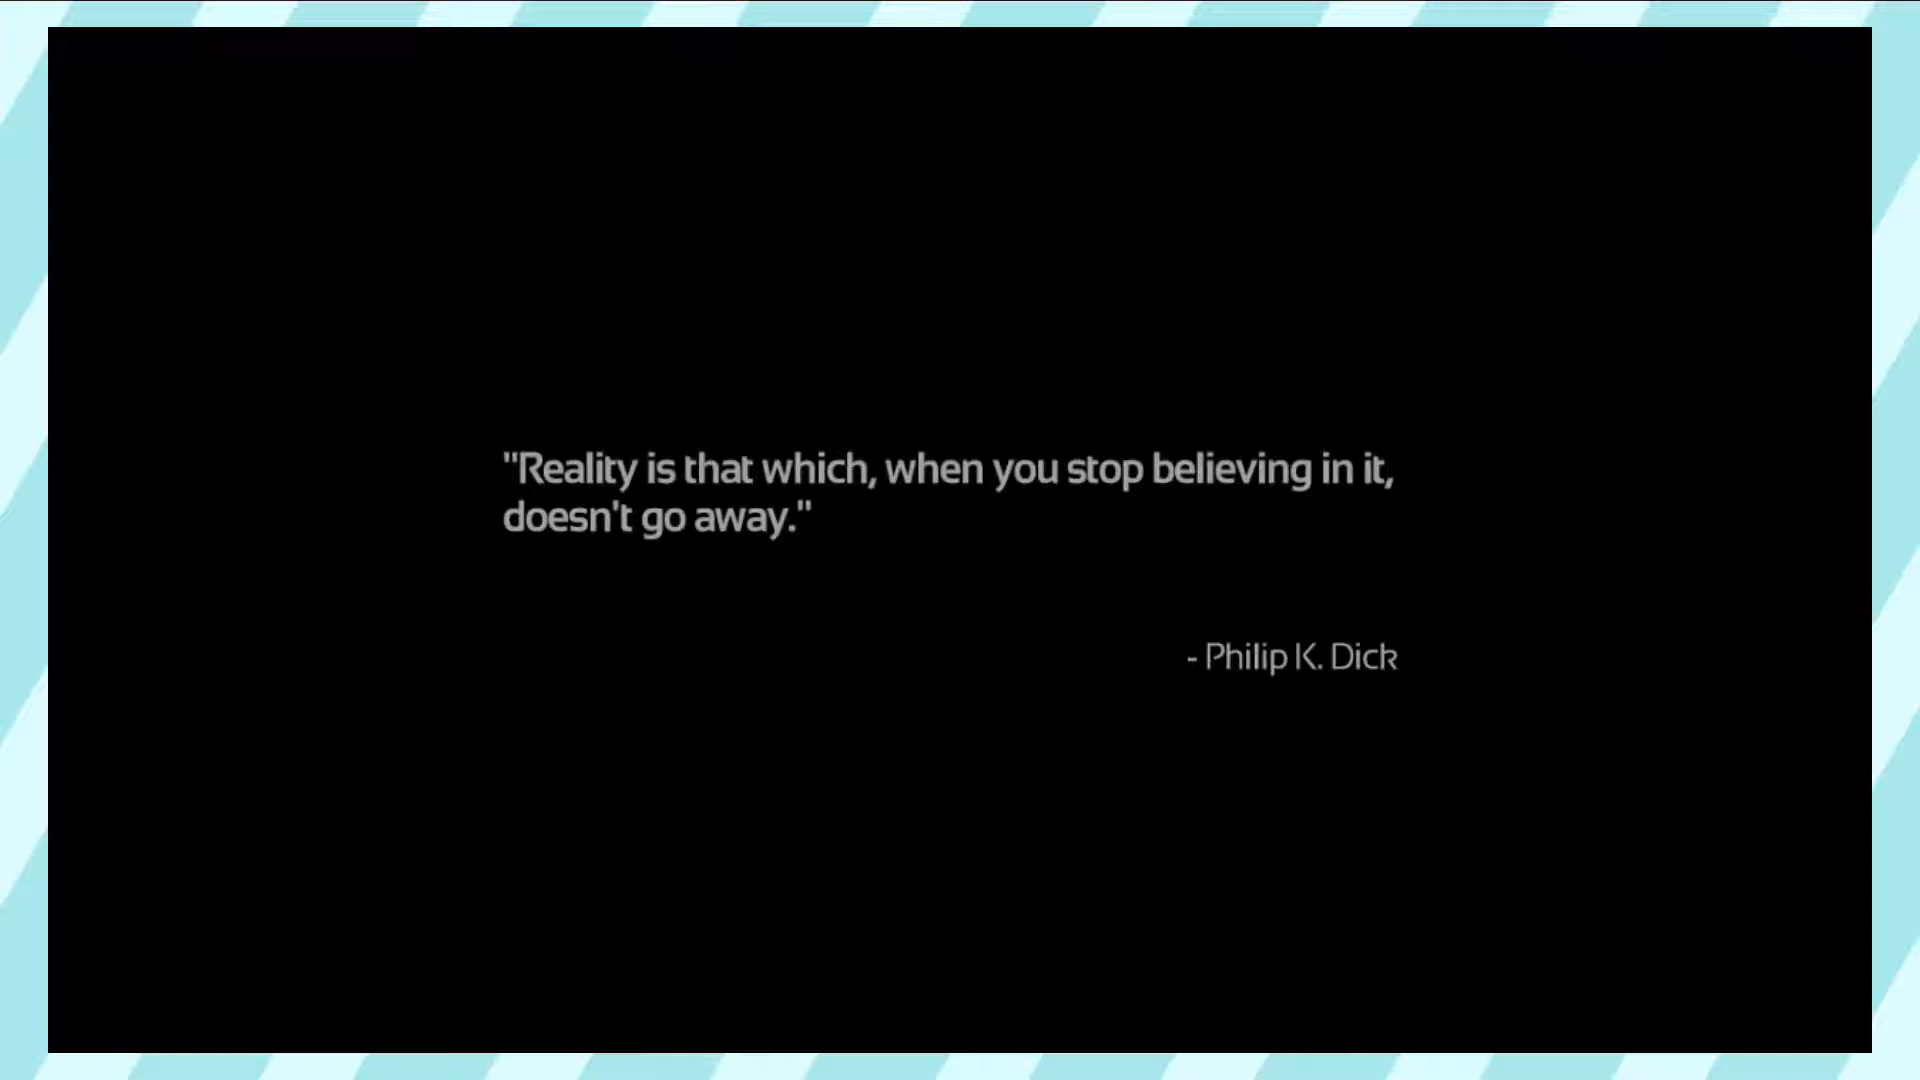 "Reality is that which, when you stop believing in it,
doesn't go away."
- Philip K. Dick